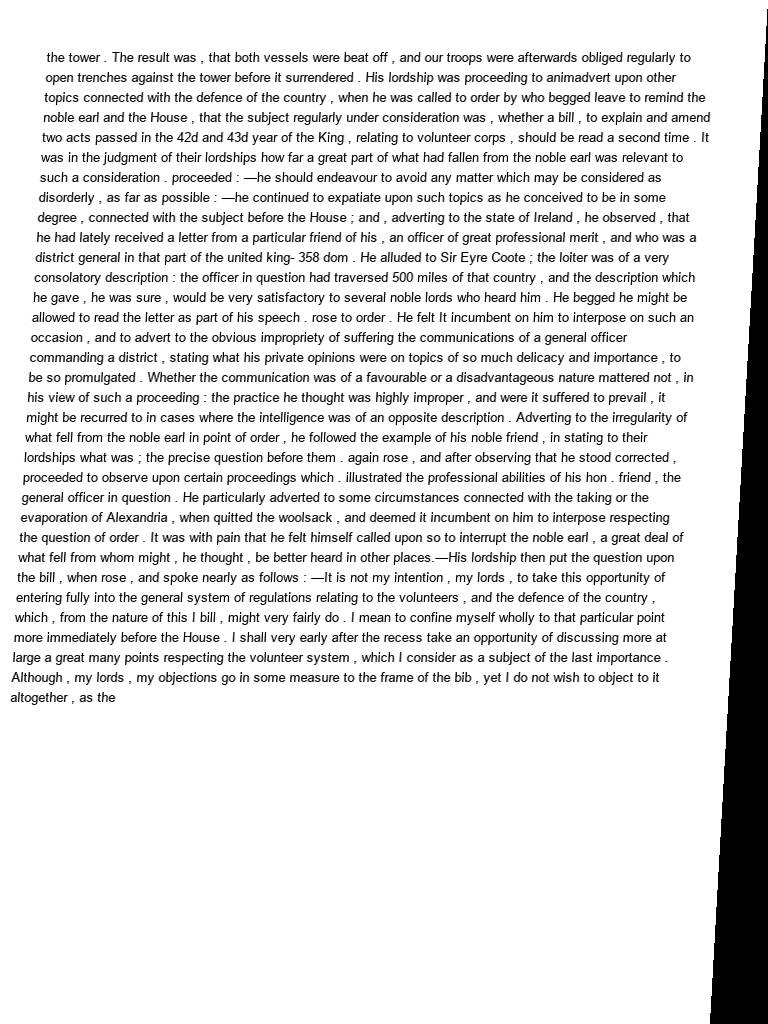 the tower . The result was , that both vessels were beat off , and our troops were afterwards obliged regularly to
open trenches against the tower before it surrendered . His lordship was proceeding to animadvert upon other
topics connected with the defence of the country , when he was called to order by who begged leave to remind the
noble earl and the House , that the subject regularly under consideration was , whether a bill , to explain and amend
two acts passed in the 42d and 43d year of the King , relating to volunteer corps , should be read a second time . It
was in the judgment of their lordships how far a great part of what had fallen from the noble earl was relevant to
such a consideration . proceeded : —he should endeavour to avoid any matter which may be considered as
disorderly , as far as possible : —he continued to expatiate upon such topics as he conceived to be in some
degree , connected with the subject before the House ; and , adverting to the state of Ireland , he observed , that
he had lately received a letter from a particular friend of his , an officer of great professional merit , and who was a
district general in that part of the united king- 358 dom . He alluded to Sir Eyre Coote ; the loiter was of a very
consolatory description : the officer in question had traversed 500 miles of that country , and the description which
he gave , he was sure , would be very satisfactory to several noble lords who heard him . He begged he might be
allowed to read the letter as part of his speech . rose to order . He felt It incumbent on him to interpose on such an
occasion , and to advert to the obvious impropriety of suffering the communications of a general officer
commanding a district , stating what his private opinions were on topics of so much delicacy and importance , to
be so promulgated . Whether the communication was of a favourable or a disadvantageous nature mattered not , in
his view of such a proceeding : the practice he thought was highly improper , and were it suffered to prevail , it
might be recurred to in cases where the intelligence was of an opposite description . Adverting to the irregularity of
what fell from the noble earl in point of order , he followed the example of his noble friend , in stating to their
lordships what was ; the precise question before them . again rose , and after observing that he stood corrected ,
proceeded to observe upon certain proceedings which . illustrated the professional abilities of his hon . friend , the
general officer in question . He particularly adverted to some circumstances connected with the taking or the
evaporation of Alexandria , when quitted the woolsack , and deemed it incumbent on him to interpose respecting
the question of order . It was with pain that he felt himself called upon so to interrupt the noble earl , a great deal of
what fell from whom might , he thought , be better heard in other places.—His lordship then put the question upon
the bill , when rose , and spoke nearly as follows : —It is not my intention , my lords , to take this opportunity of
entering fully into the general system of regulations relating to the volunteers , and the defence of the country ,
which , from the nature of this I bill , might very fairly do . I mean to confine myself wholly to that particular point
more immediately before the House . I shall very early after the recess take an opportunity of discussing more at
large a great many points respecting the volunteer system , which I consider as a subject of the last importance .
Although , my lords , my objections go in some measure to the frame of the bib , yet I do not wish to object to it
altogether , as the